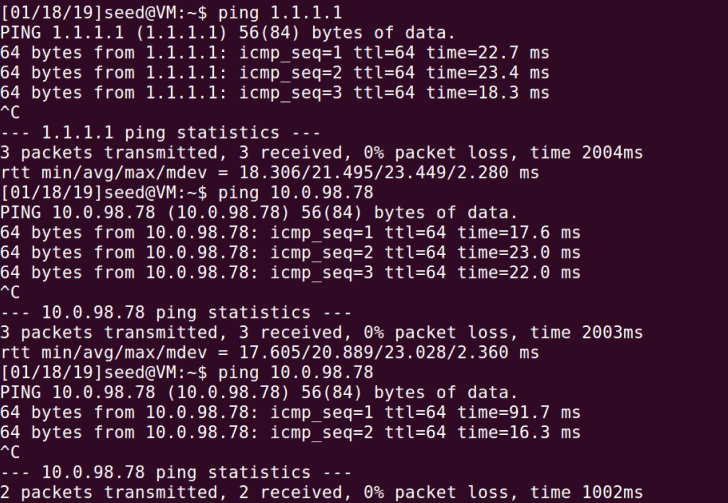 [01/18/19]seed@VM:~$ ping 1.1.1.1
PING 1.1.1.1 (1.1.1.1) 56(84) bytes of data.
64 bytes from 1.1.1.1: icmp_seq=1 ttl=64 time=22.7 ms
64 bytes from 1.1.1.1: icmp_seq=2 ttl=64 time=23.4 ms
64 bytes from 1.1.1.1: icmp_seq=3 ttl=64 time=18.3 ms
^C
--- 1.1.1.1 ping statistics ---
3 packets transmitted, 3 received, 0% packet loss, time 2004ms
rtt min/avg/max/mdev = 18.306/21.495/23.449/2.280 ms
[01/18/19]seed@VM:~$ ping 10.0.98.78
PING 10.0.98.78 (10.0.98.78) 56(84) bytes of data.
64 bytes from 10.0.98.78: icmp_seq=1 ttl=64 time=17.6 ms
64 bytes from 10.0.98.78: icmp_seq=2 ttl=64 time=23.0 ms
64 bytes from 10.0.98.78: icmp_seq=3 ttl=64 time=22.0 ms
^C
--- 10.0.98.78 ping statistics ---
3 packets transmitted, 3 received, 0% packet loss, time 2003ms
rtt min/avg/max/mdev = 17.605/20.889/23.028/2.360 ms
[01/18/19]seed@VM:~$ ping 10.0.98.78
PING 10.0.98.78 (10.0.98.78) 56(84) bytes of data.
64 bytes from 10.0.98.78: icmp_seq=1 ttl=64 time=91.7 ms
64 bytes from 10.0.98.78: icmp_seq=2 ttl=64 time=16.3 ms
^C
--- 10.0.98.78 ping statistics ---
2 packets transmitted, 2 received, 0% packet loss, time 1002ms